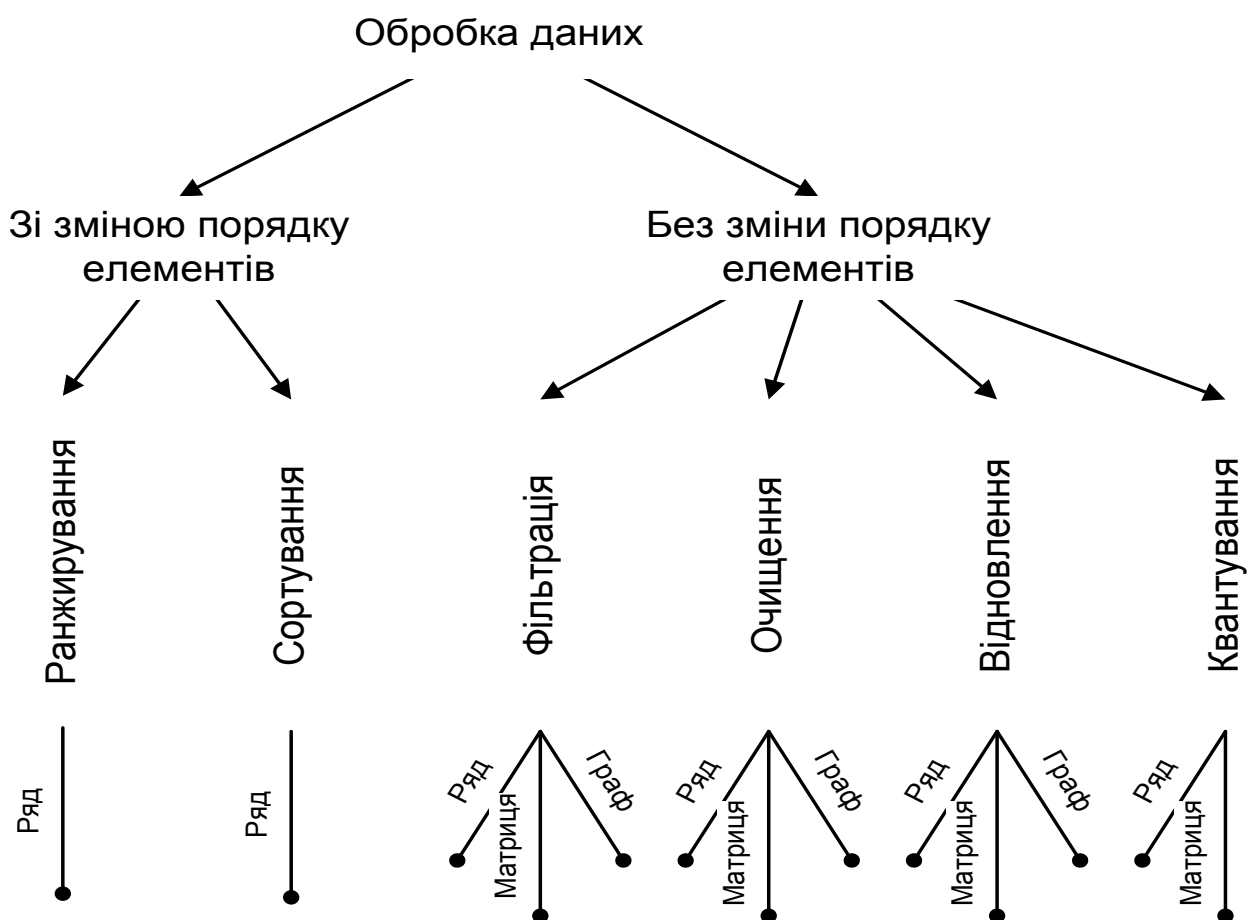 Обробка даних
Зі зміною порядку
елементів
Без зміни порядку
елементів
Ранжирування
Сортування
Фільтрація
Очищення
Відновлення
Квантування
Ряд
Ряд
Ряд
Матриця
Граф
Ряд
Матриця
Граф
Ряд
Матриця
Граф
Ряд
Матриця